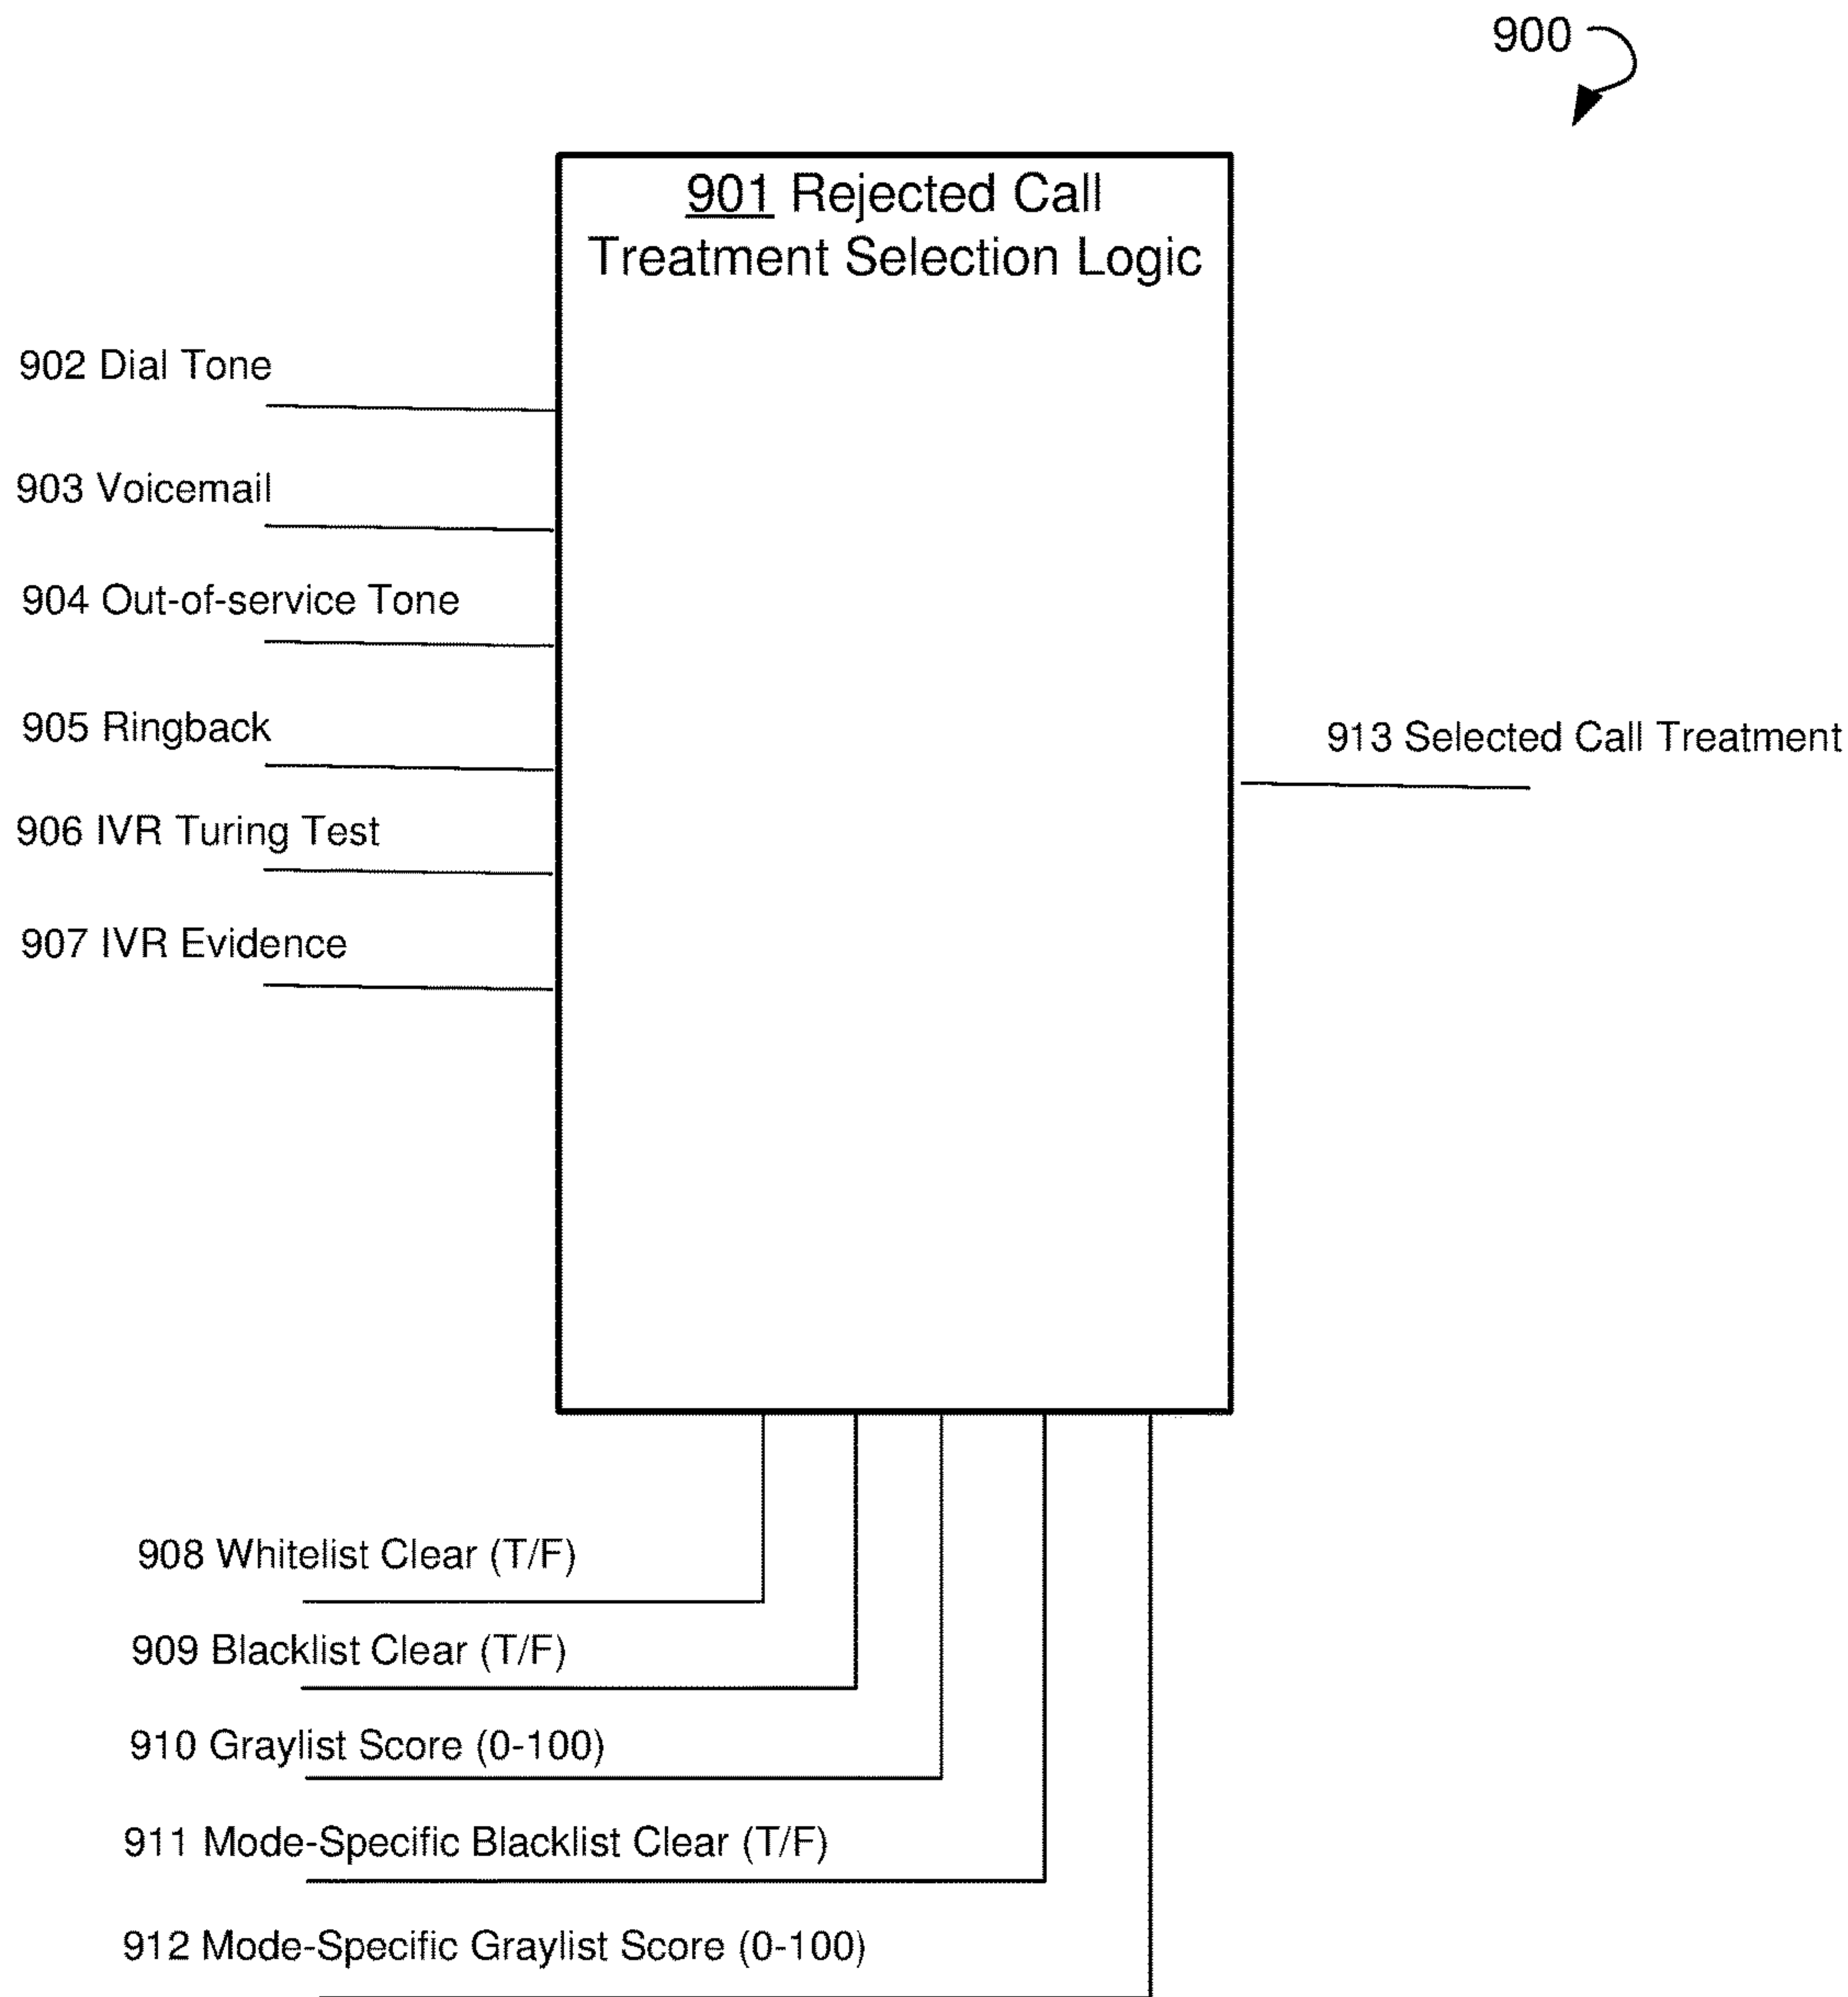 900
901 Rejected Call
Treatment Selection Logic
902 Dial Tone
903 Voicemail
904 Out-of-service Tone
905 Ringback
906 IVR Turing Test
907 IVR Evidence
913 Selected Call Treatment
908 Whitelist Clear (T/F)
909 Blacklist Clear (T/F)
910 Graylist Score (0-100)
911 Mode-Specific Blacklist Clear (T/F)
912 Mode-Specific Graylist Score (0-100)